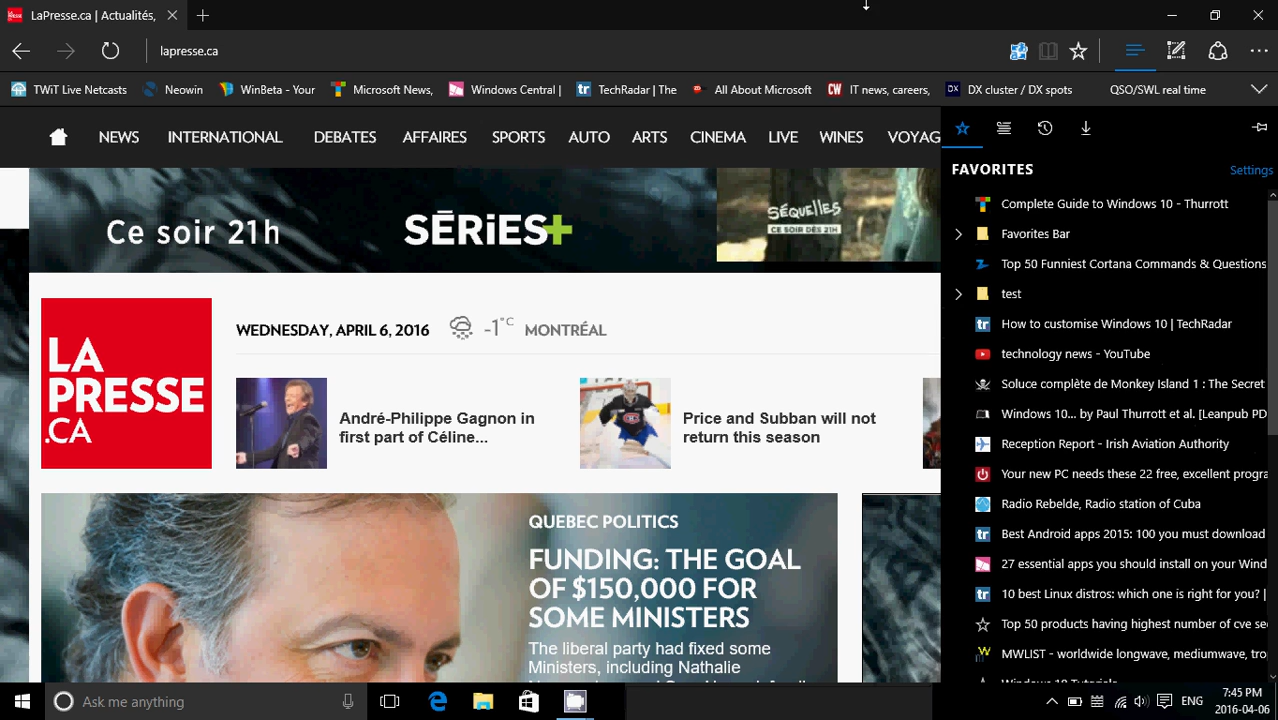 LaPresse.ca | Actualités,
lapresse.ca
TWiT Live Netcasts
Neowin
WinBeta - Your
Microsoft News,
Windows Central |
TechRadar | The
All About Microsoft
IT news, careers,
DX cluster / DX spots
QSO/SWL real time
NEWS
INTERNATIONAL
DEBATES
AFFAIRES
SPORTS
AUTO
ARTS
CINEMA
LIVE
WINES
VOYAG
Ce soir 21h
SĒRiES+
SÉQUELLES
CE SOIR DÈS 21H
LA
PRESSE
.CA
WEDNESDAY, APRIL 6, 2016
-1°C
MONTRÉAL
André-Philippe Gagnon in
first part of Céline...
Price and Subban will not
return this season
QUEBEC POLITICS
FUNDING: THE GOAL
OF $150,000 FOR
SOME MINISTERS
The liberal party had fixed some
Ministers, including Nathalie
FAVORITES
Settings
Complete Guide to Windows 10 - Thurrott
Favorites Bar
Top 50 Funniest Cortana Commands & Questions
test
How to customise Windows 10 | TechRadar
technology news - YouTube
Soluce complète de Monkey Island 1 : The Secret
Windows 10... by Paul Thurrott et al. [Leanpub PD
Reception Report - Irish Aviation Authority
Your new PC needs these 22 free, excellent progra
Radio Rebelde, Radio station of Cuba
Best Android apps 2015: 100 you must download
27 essential apps you should install on your Wind
10 best Linux distros: which one is right for you? |
Top 50 products having highest number of cve sec
MWLIST - worldwide longwave, mediumwave, tro
Windows 10 Tutorials
Ask me anything
ENG
7:45 PM
2016-04-06